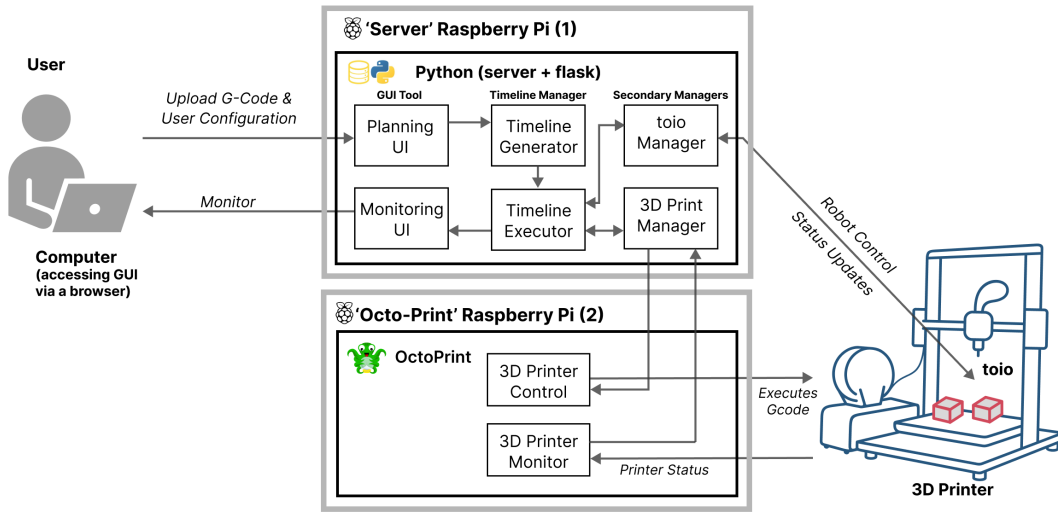 ‘Server’ Raspberry Pi (1)
User
Python (server + flask)
GUI Tool
Timeline Manager
Secondary Managers
Upload G-Code &
User Configuration
Planning
UI
Timeline
Generator
toio
Manager
Monitor
Monitoring
UI
Timeline
Executor
3D Print
Manager
Robot Control
Status Updates
Computer
(accessing GUI
via a browser)
‘Octo-Print’ Raspberry Pi (2)
OctoPrint
3D Printer
Control
Executes
Gcode
toio
3D Printer
Monitor
Printer Status
3D Printer